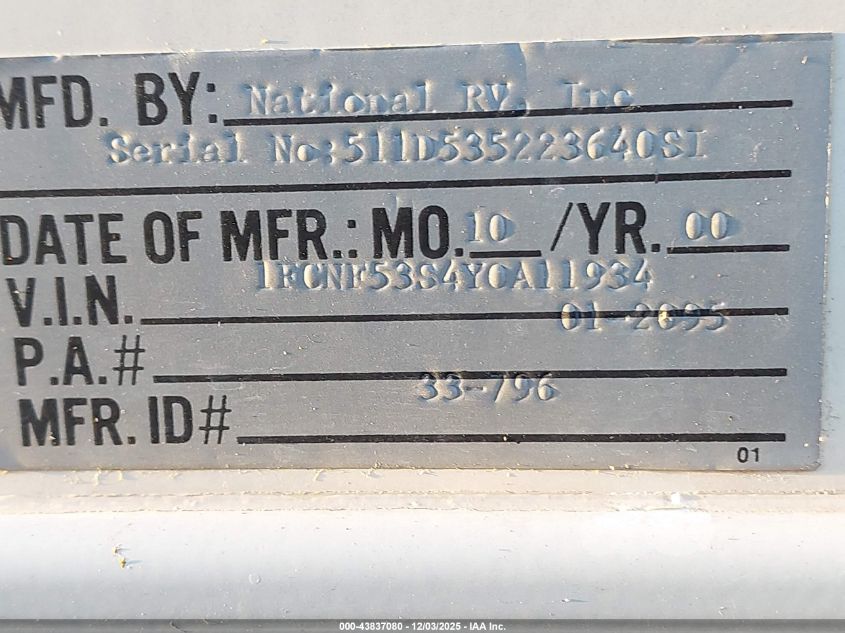 MFD. BY: National RV, Inc
Serial No:511D535223640SI
DATE OF MFR.: MO. 10 /YR. 00
V.I.N. 1FCNF53S4YCA11934
P.A.# 01-2095
MFR. ID# 33-796
01
000-43837080 - 12/03/2025 - IAA Inc.